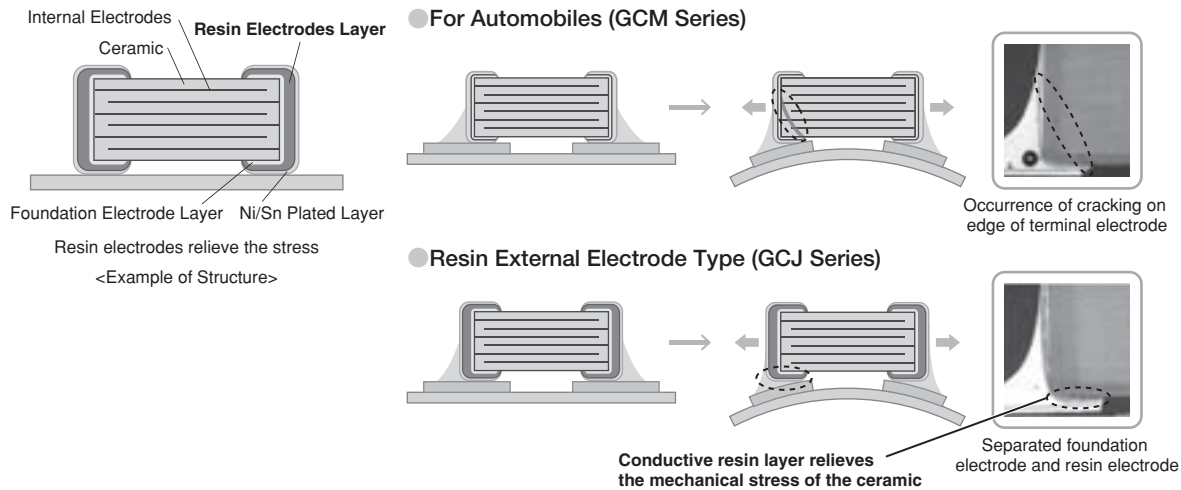 Internal Electrodes
Resin Electrodes Layer
Ceramic
Foundation Electrode Layer
Ni/Sn Plated Layer
Resin electrodes relieve the stress
<Example of Structure>
For Automobiles (GCM Series)
Occurrence of cracking on
edge of terminal electrode
Resin External Electrode Type (GCJ Series)
Conductive resin layer relieves
the mechanical stress of the ceramic
Separated foundation
electrode and resin electrode